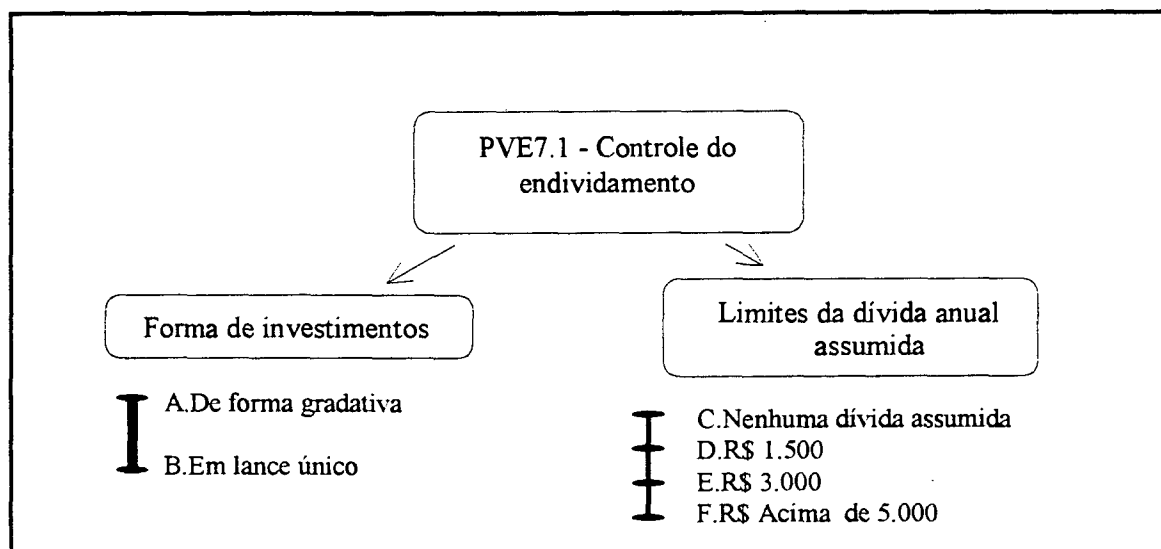 PVE7.1 - Controle do
endividamento
Forma de investimentos
A.De forma gradativa
B.Em lance único
Limites da dívida anual
assumida
C.Nenhuma dívida assumida
D.R$ 1.500
E.R$ 3.000
F.R$ Acima de 5.000